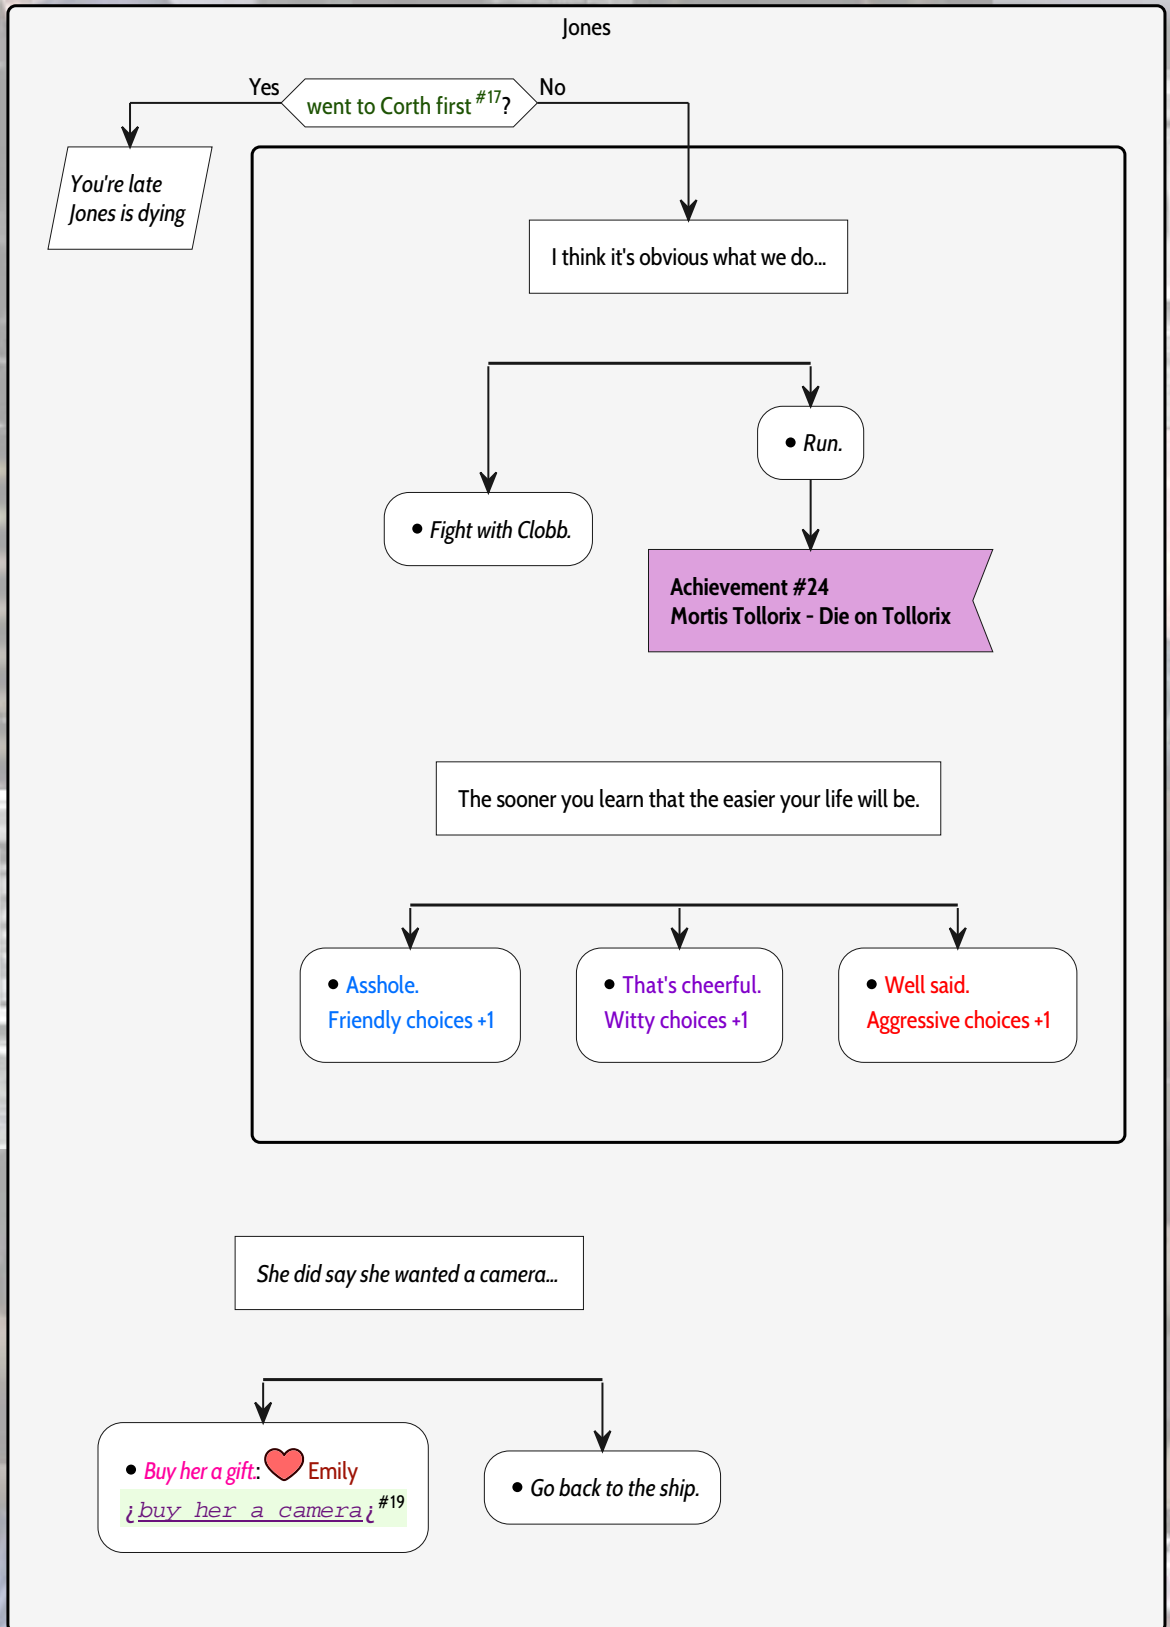 Jones
Yes
went to Corth first #17?
No
You're late
Jones is dying
I think it's obvious what we do...
• Run.
• Fight with Clobb.
Achievement #24
Mortis Tollorix - Die on Tollorix
The sooner you learn that the easier your life will be.
• Asshole.
Friendly choices +1
• That's cheerful.
Witty choices +1
• Well said.
Aggressive choices +1
She did say she wanted a camera...
• Buy her a gift.: Emily
¿buy her a camera¿#19
• Go back to the ship.